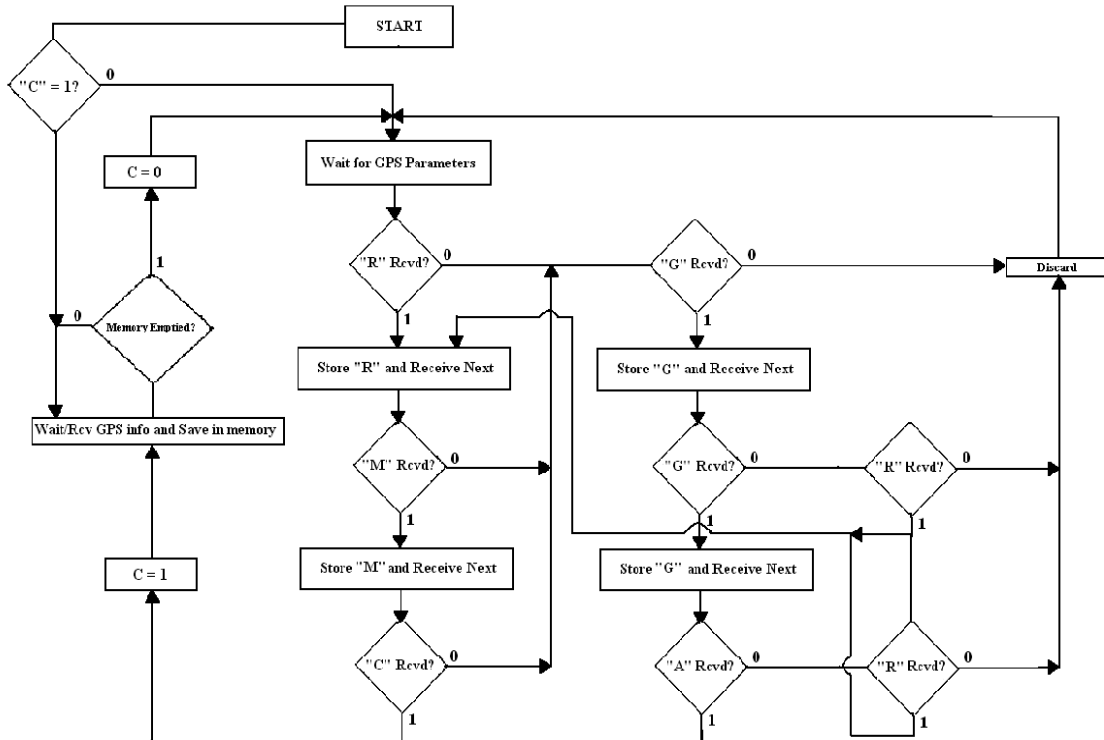 START
"C" = 1?
0
Wait for GPS Parameters
C = 0
"R" Rcvd?
0
"G" Rcvd?
0
Discard
1
1
1
Memory Emptied?
0
0
Store "R" and Receive Next
Store "G" and Receive Next
Wait/Rcv GPS info and Save in memory
"M" Rcvd?
0
"G" Rcvd?
0
"R" Rcvd?
0
1
1
1
C = 1
Store "M" and Receive Next
Store "G" and Receive Next
"C" Rcvd?
0
"A" Rcvd?
0
"R" Rcvd?
0
1
1
1